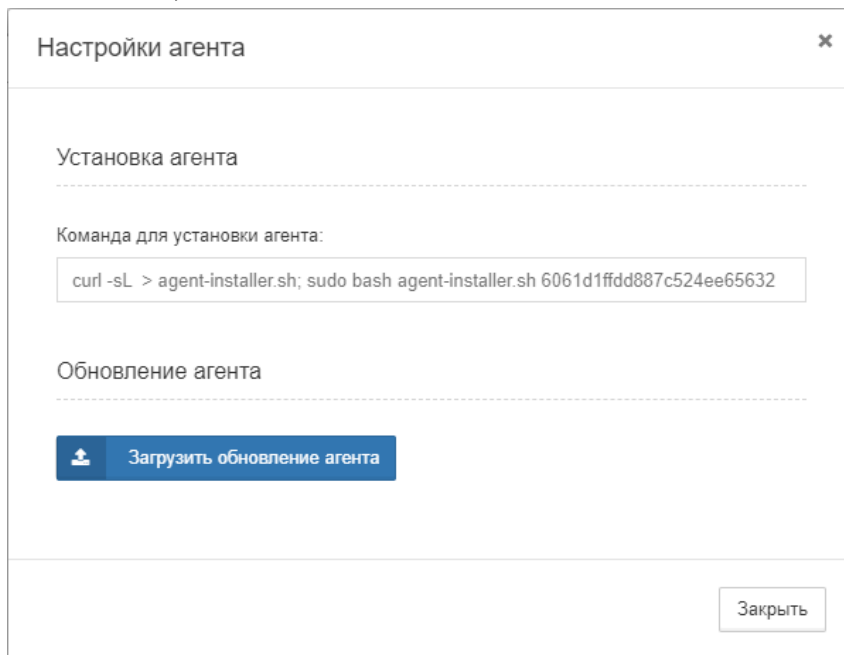 Настройки агента
Установка агента
Команда для установки агента:
curl -sL  > agent-installer.sh; sudo bash agent-installer.sh 6061d1ffdd887c524ee65632
Обновление агента
Загрузить обновление агента
Закрыть